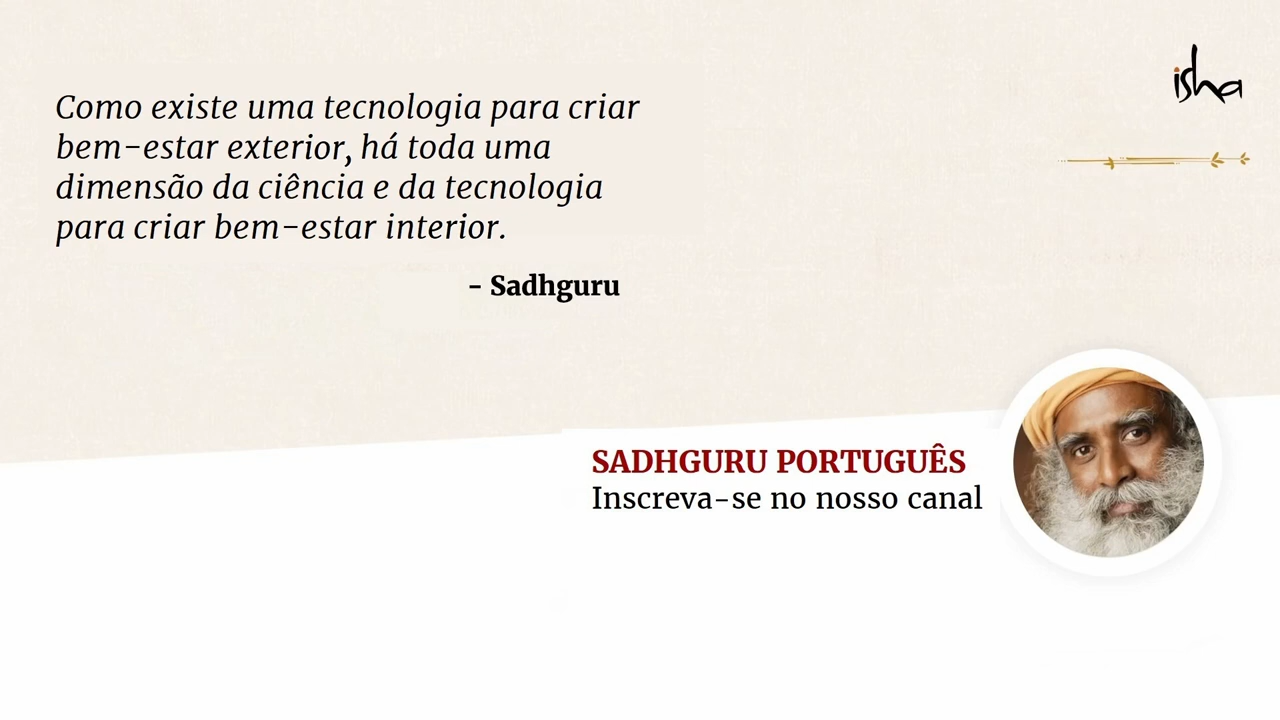 Como existe uma tecnologia para criar
bem-estar exterior, há toda uma
dimensão da ciência e da tecnologia
para criar bem-estar interior.
- Sadhguru
isha
SADHGURU PORTUGUÊS
Inscreva-se no nosso canal